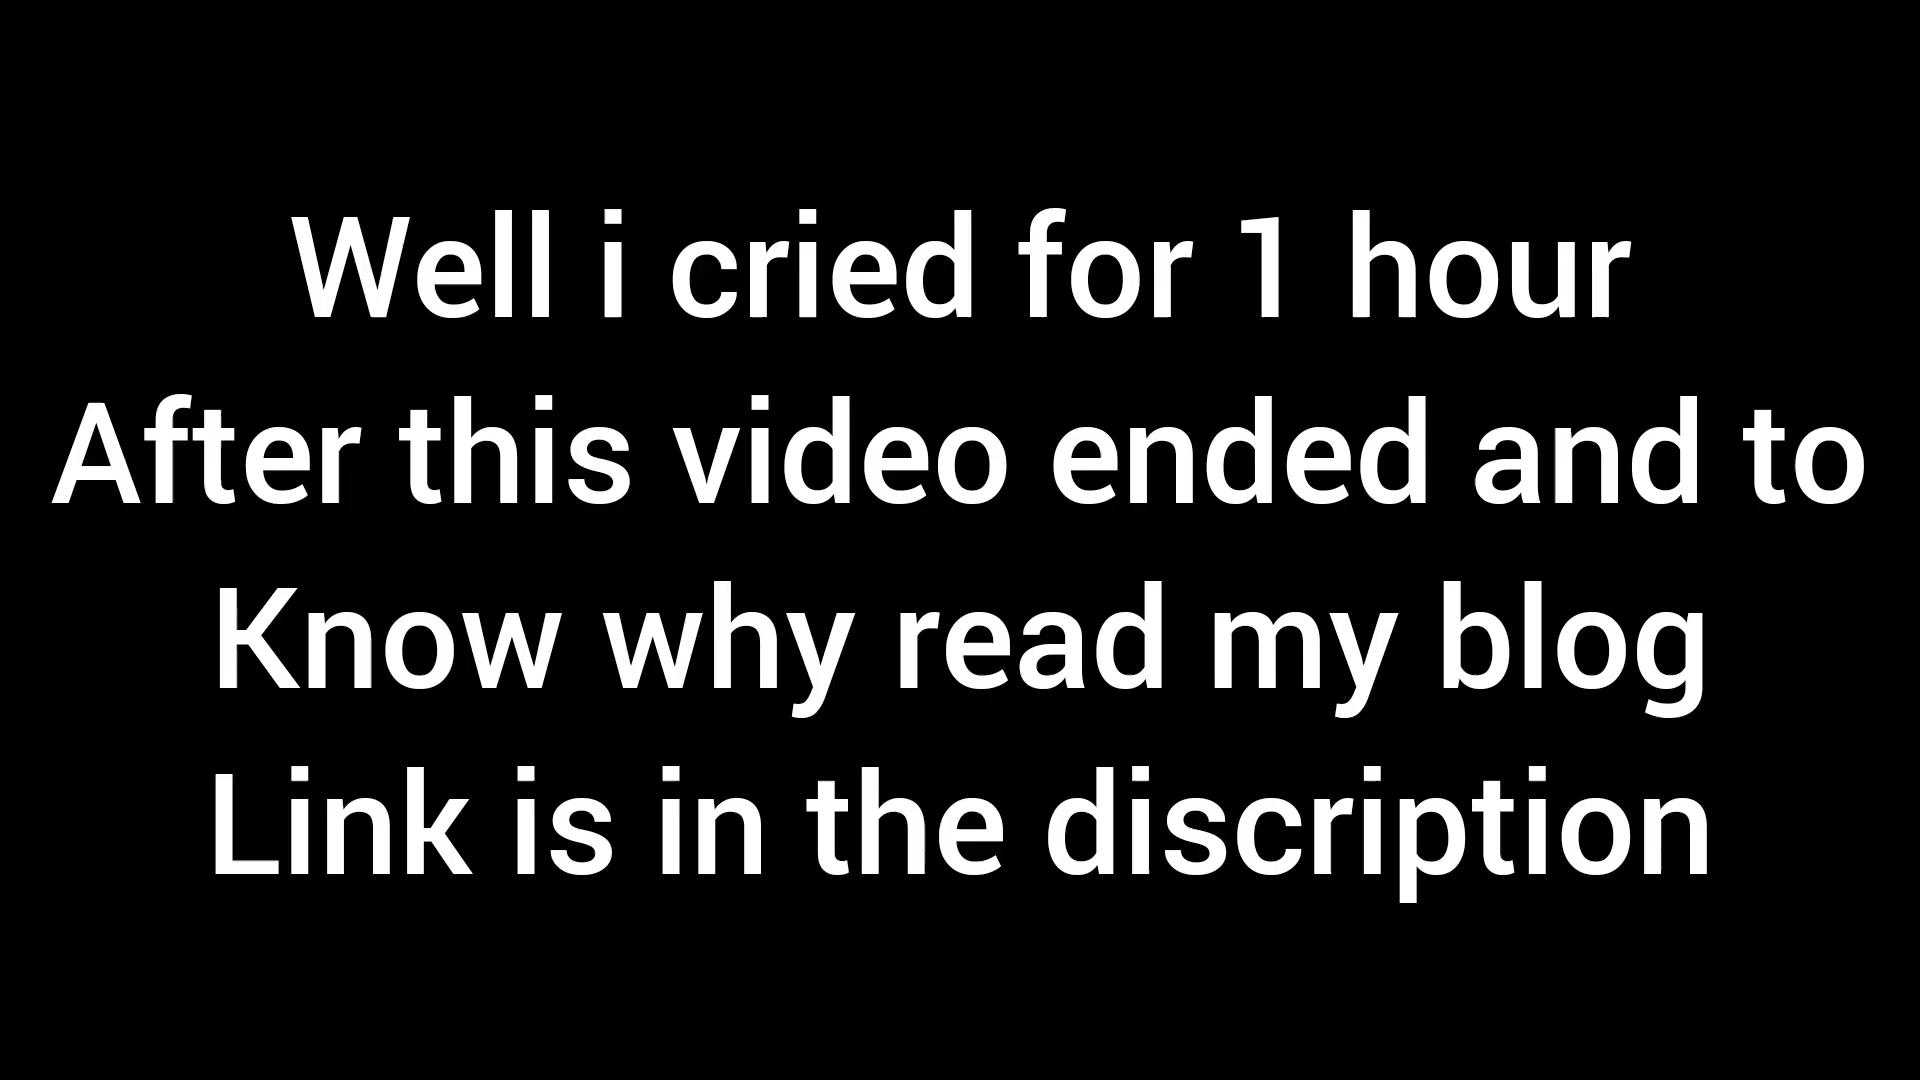 Well i cried for 1 hour
After this video ended and to
Know why read my blog
Link is in the discription